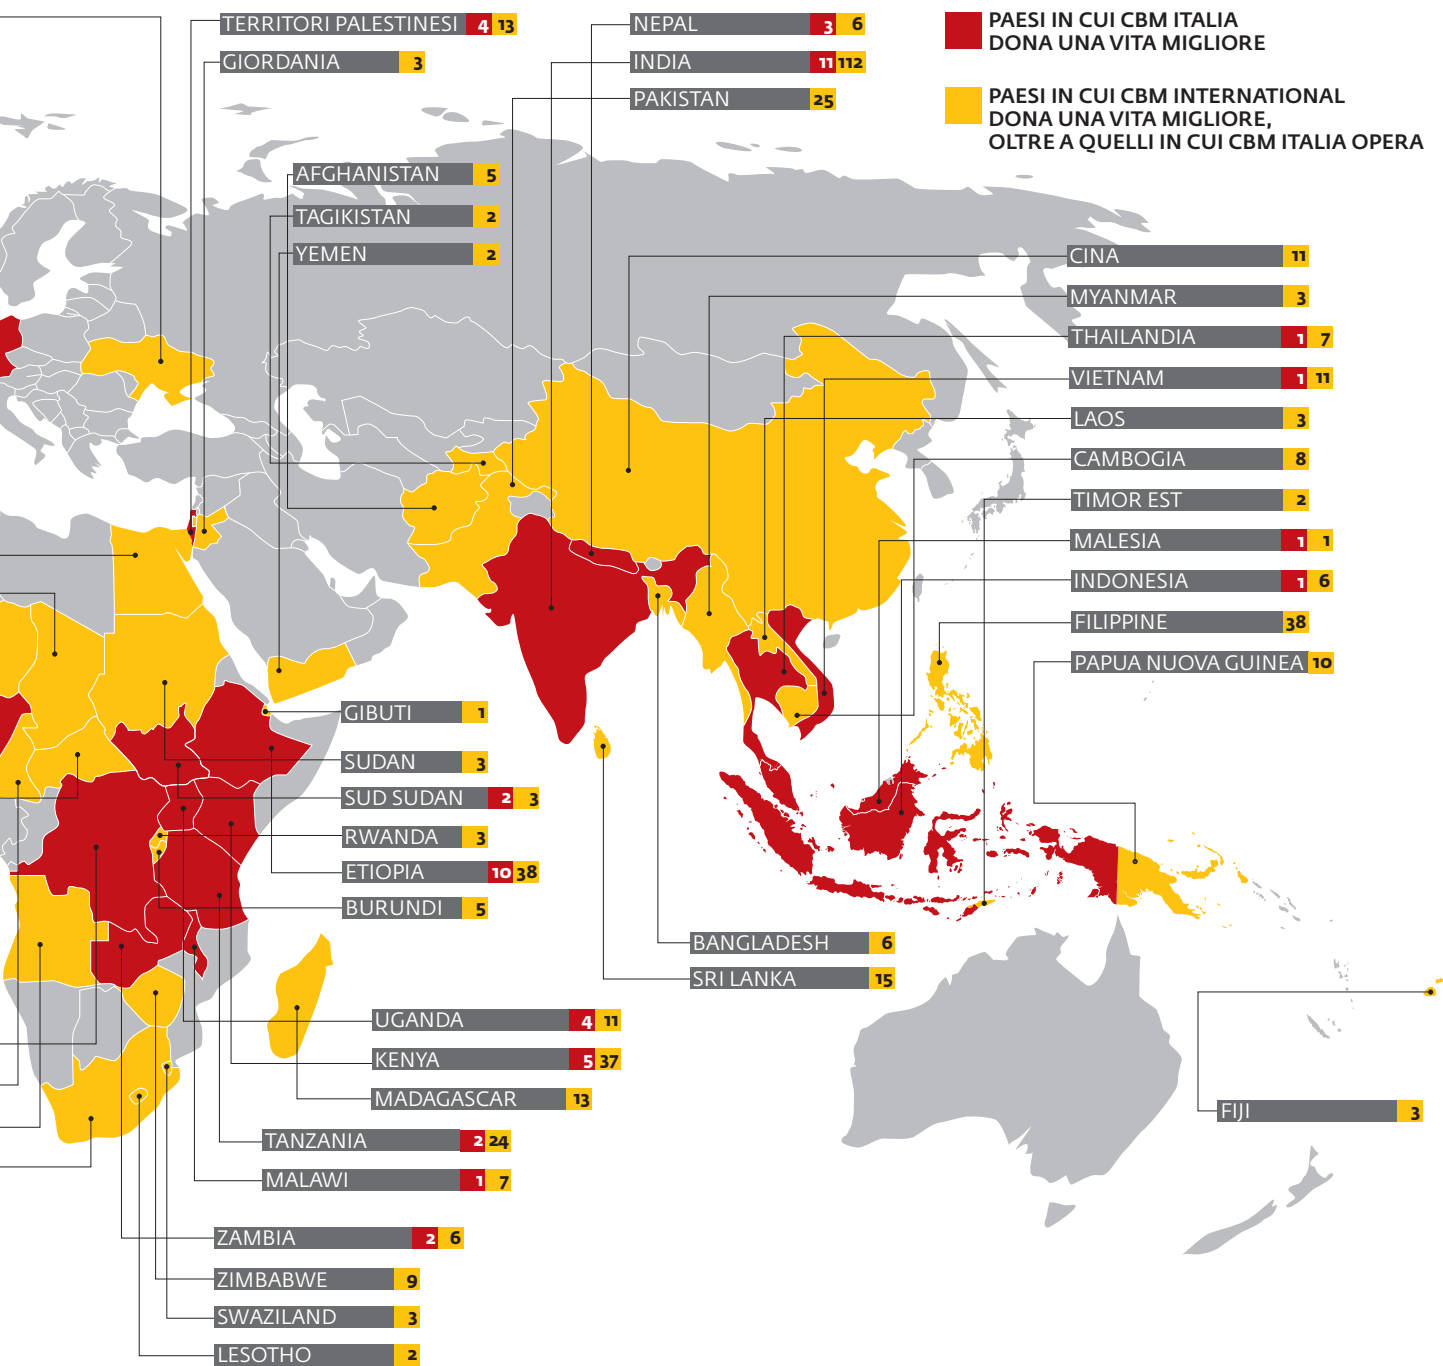 TERRITORI PALESTINESI 4 13
GIORDANIA 3
NEPAL 3 6
INDIA 11 112
PAKISTAN 25
PAESI IN CUI CBM ITALIA
DONA UNA VITA MIGLIORE
PAESI IN CUI CBM INTERNATIONAL
DONA UNA VITA MIGLIORE,
OLTRE A QUELLI IN CUI CBM ITALIA OPERA
AFGHANISTAN 5
TAGIKISTAN 2
YEMEN 2
CINA 11
MYANMAR 3
THAILANDIA 1 7
VIETNAM 1 11
LAOS 3
CAMBOGIA 8
TIMOR EST 2
MALESIA 1 1
INDONESIA 1 6
FILIPPINE 38
PAPUA NUOVA GUINEA 10
GIBUTI 1
SUDAN 3
SUD SUDAN 2 3
RWANDA 3
ETIOPIA 10 38
BURUNDI 5
BANGLADESH 6
SRI LANKA 15
UGANDA 4 11
KENYA 5 37
MADAGASCAR 13
FIJI 3
TANZANIA 2 24
MALAWI 1 7
ZAMBIA 2 6
ZIMBABWE 9
SWAZILAND 3
LESOTHO 2